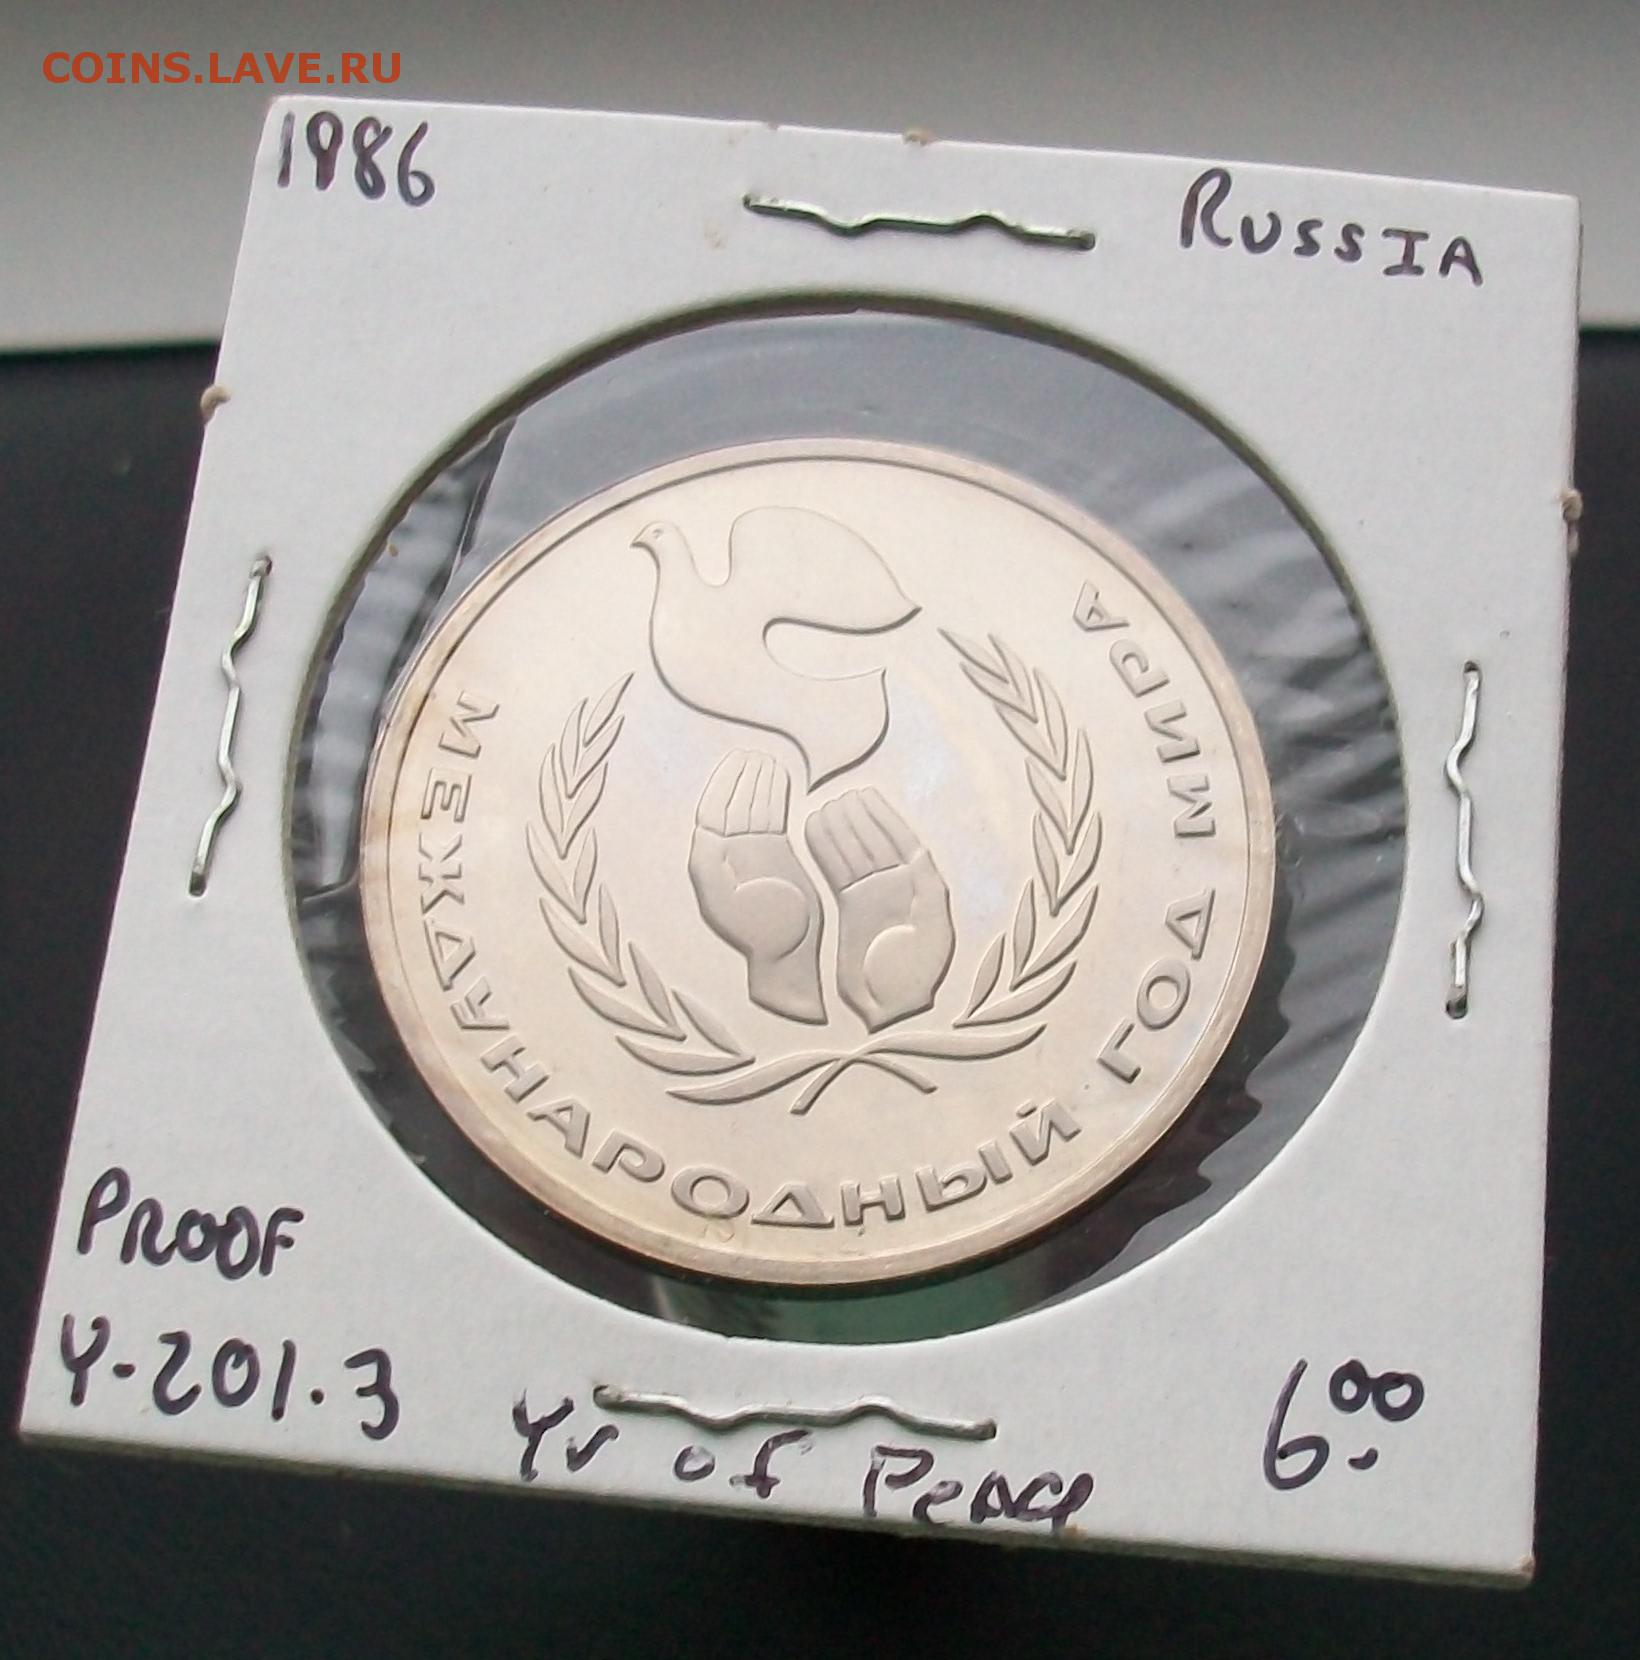 COINS.LAVE.RU
1986
RUSSIA
МЕЖДУНАРОДНЫЙ ГОД МИРА
PROOF
Y-201.3
Yr of Peace
6.00